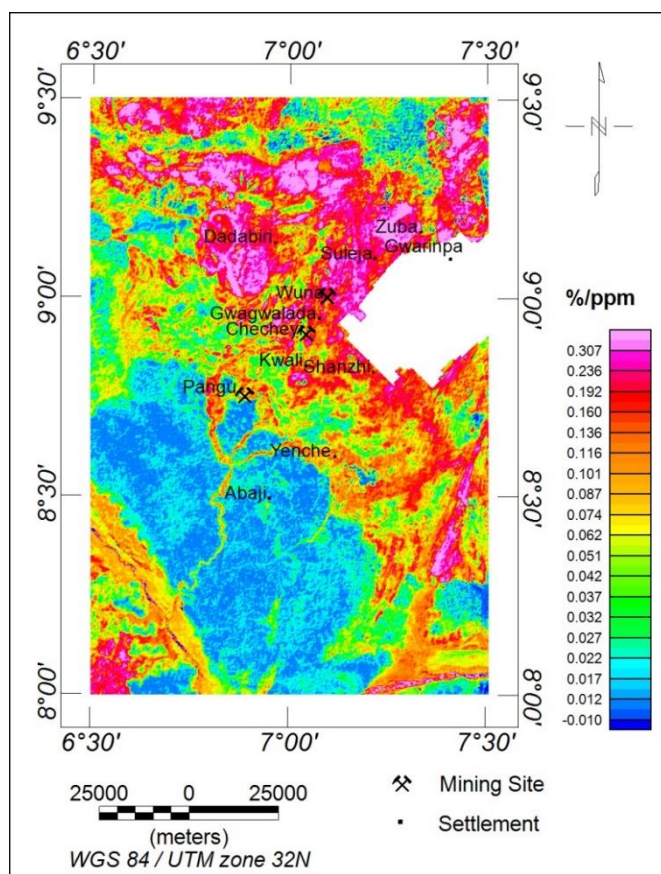 6°30' 7°00' 7°30'
9°30' 9°30'
N
Zuba
Dadabiri Suleja Gwarinpa
9°00' Wuna 9°00'
Gwagwalada
Chechey
Kwali Shanzhi
Pangu
Yenche
8°30' Abaji 8°30'
8°00' 8°00'
6°30' 7°00' 7°30'
%/ppm
0.307
0.236
0.192
0.160
0.136
0.116
0.101
0.087
0.074
0.062
0.051
0.042
0.037
0.032
0.027
0.022
0.017
0.012
-0.010
25000 0 25000
(meters)
WGS 84 / UTM zone 32N
Mining Site
Settlement